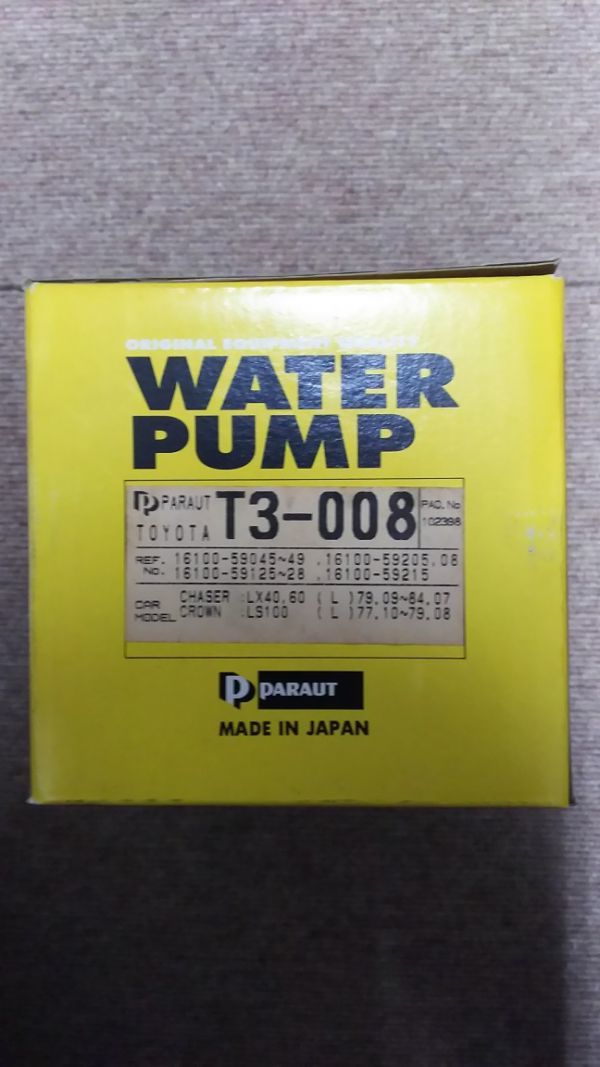 ORIGINAL EQUIPMENT QUALITY
WATER
PUMP
PARAUT
TOYOTA
T3-008
PAD. No
102398
REF. No. 16100-59045~49 ,16100-59205,08
16100-59125~28 ,16100-59215
CAR MODEL CHASER :LX40,60 ( L )79.09~84.07
CROWN :LS100 ( L )77.10~79.08
PARAUT
MADE IN JAPAN